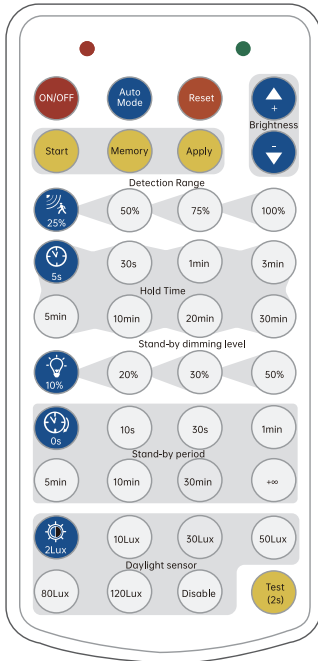 ON/OFF
Auto
Mode
Reset
+
Brightness
Start
Memory
Apply
-
Detection Range
25%
50%
75%
100%
5s
30s
1min
3min
Hold Time
5min
10min
20min
30min
Stand-by dimming level
10%
20%
30%
50%
0s
10s
30s
1min
Stand-by period
5min
10min
30min
+∞
2Lux
10Lux
30Lux
50Lux
Daylight sensor
80Lux
120Lux
Disable
Test
(2s)